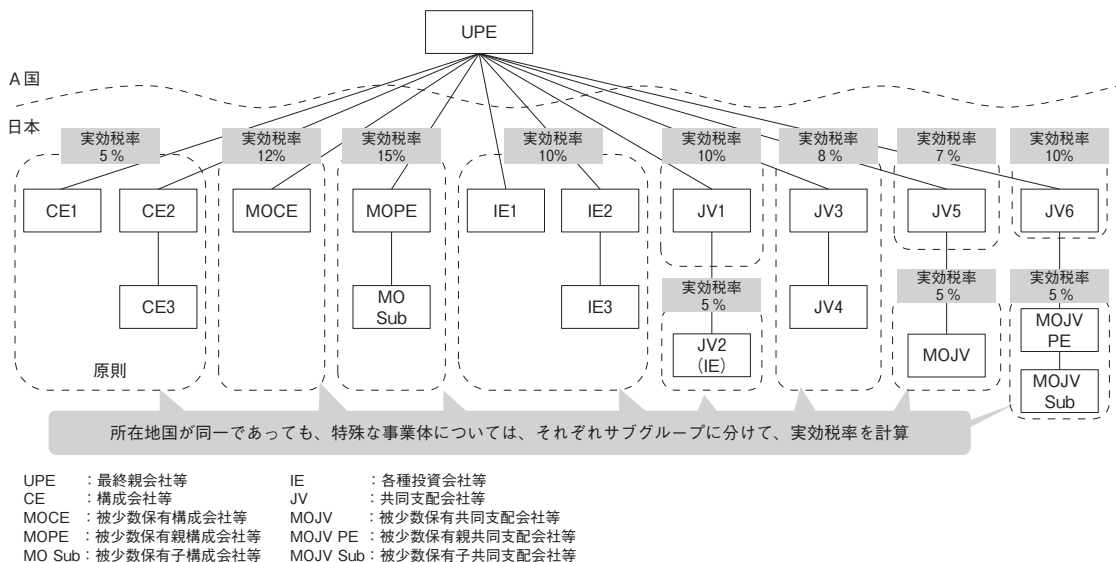 UPE
A国
日本
実効税率
5%
実効税率
12%
実効税率
15%
実効税率
10%
実効税率
10%
実効税率
8%
実効税率
7%
実効税率
10%
CE1
CE2
MOCE
MOPE
IE1
IE2
JV1
JV3
JV5
JV6
実効税率
5%
実効税率
5%
実効税率
5%
CE3
MO
Sub
IE3
JV2
(IE)
JV4
MOJV
MOJV
PE
MOJV
Sub
原則
所在地国が同一であっても、特殊な事業体については、それぞれサブグループに分けて、実効税率を計算
UPE :最終親会社等
CE :構成会社等
MOCE :被少数保有構成会社等
MOPE :被少数保有親構成会社等
MO Sub:被少数保有子構成会社等
IE :各種投資会社等
JV :共同支配会社等
MOJV :被少数保有共同支配会社等
MOJV PE :被少数保有親共同支配会社等
MOJV Sub:被少数保有子共同支配会社等